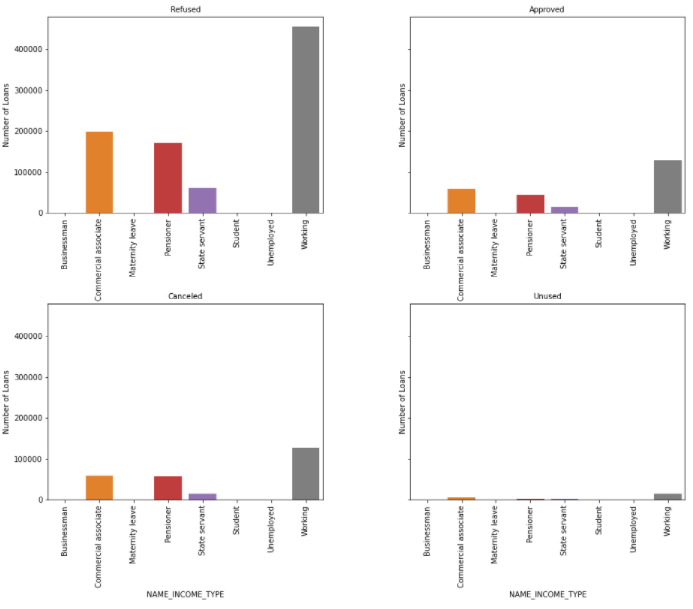 Refused
Number of Loans
400000
300000
200000
100000
0
Businessman
Commercial associate
Maternity leave
Pensioner
State servant
Student
Unemployed
Working
Approved
Number of Loans
Businessman
Commercial associate
Maternity leave
Pensioner
State servant
Student
Unemployed
Working
Canceled
Number of Loans
400000
300000
200000
100000
0
Businessman
Commercial associate
Maternity leave
Pensioner
State servant
Student
Unemployed
Working
NAME_INCOME_TYPE
Unused
Number of Loans
Businessman
Commercial associate
Maternity leave
Pensioner
State servant
Student
Unemployed
Working
NAME_INCOME_TYPE